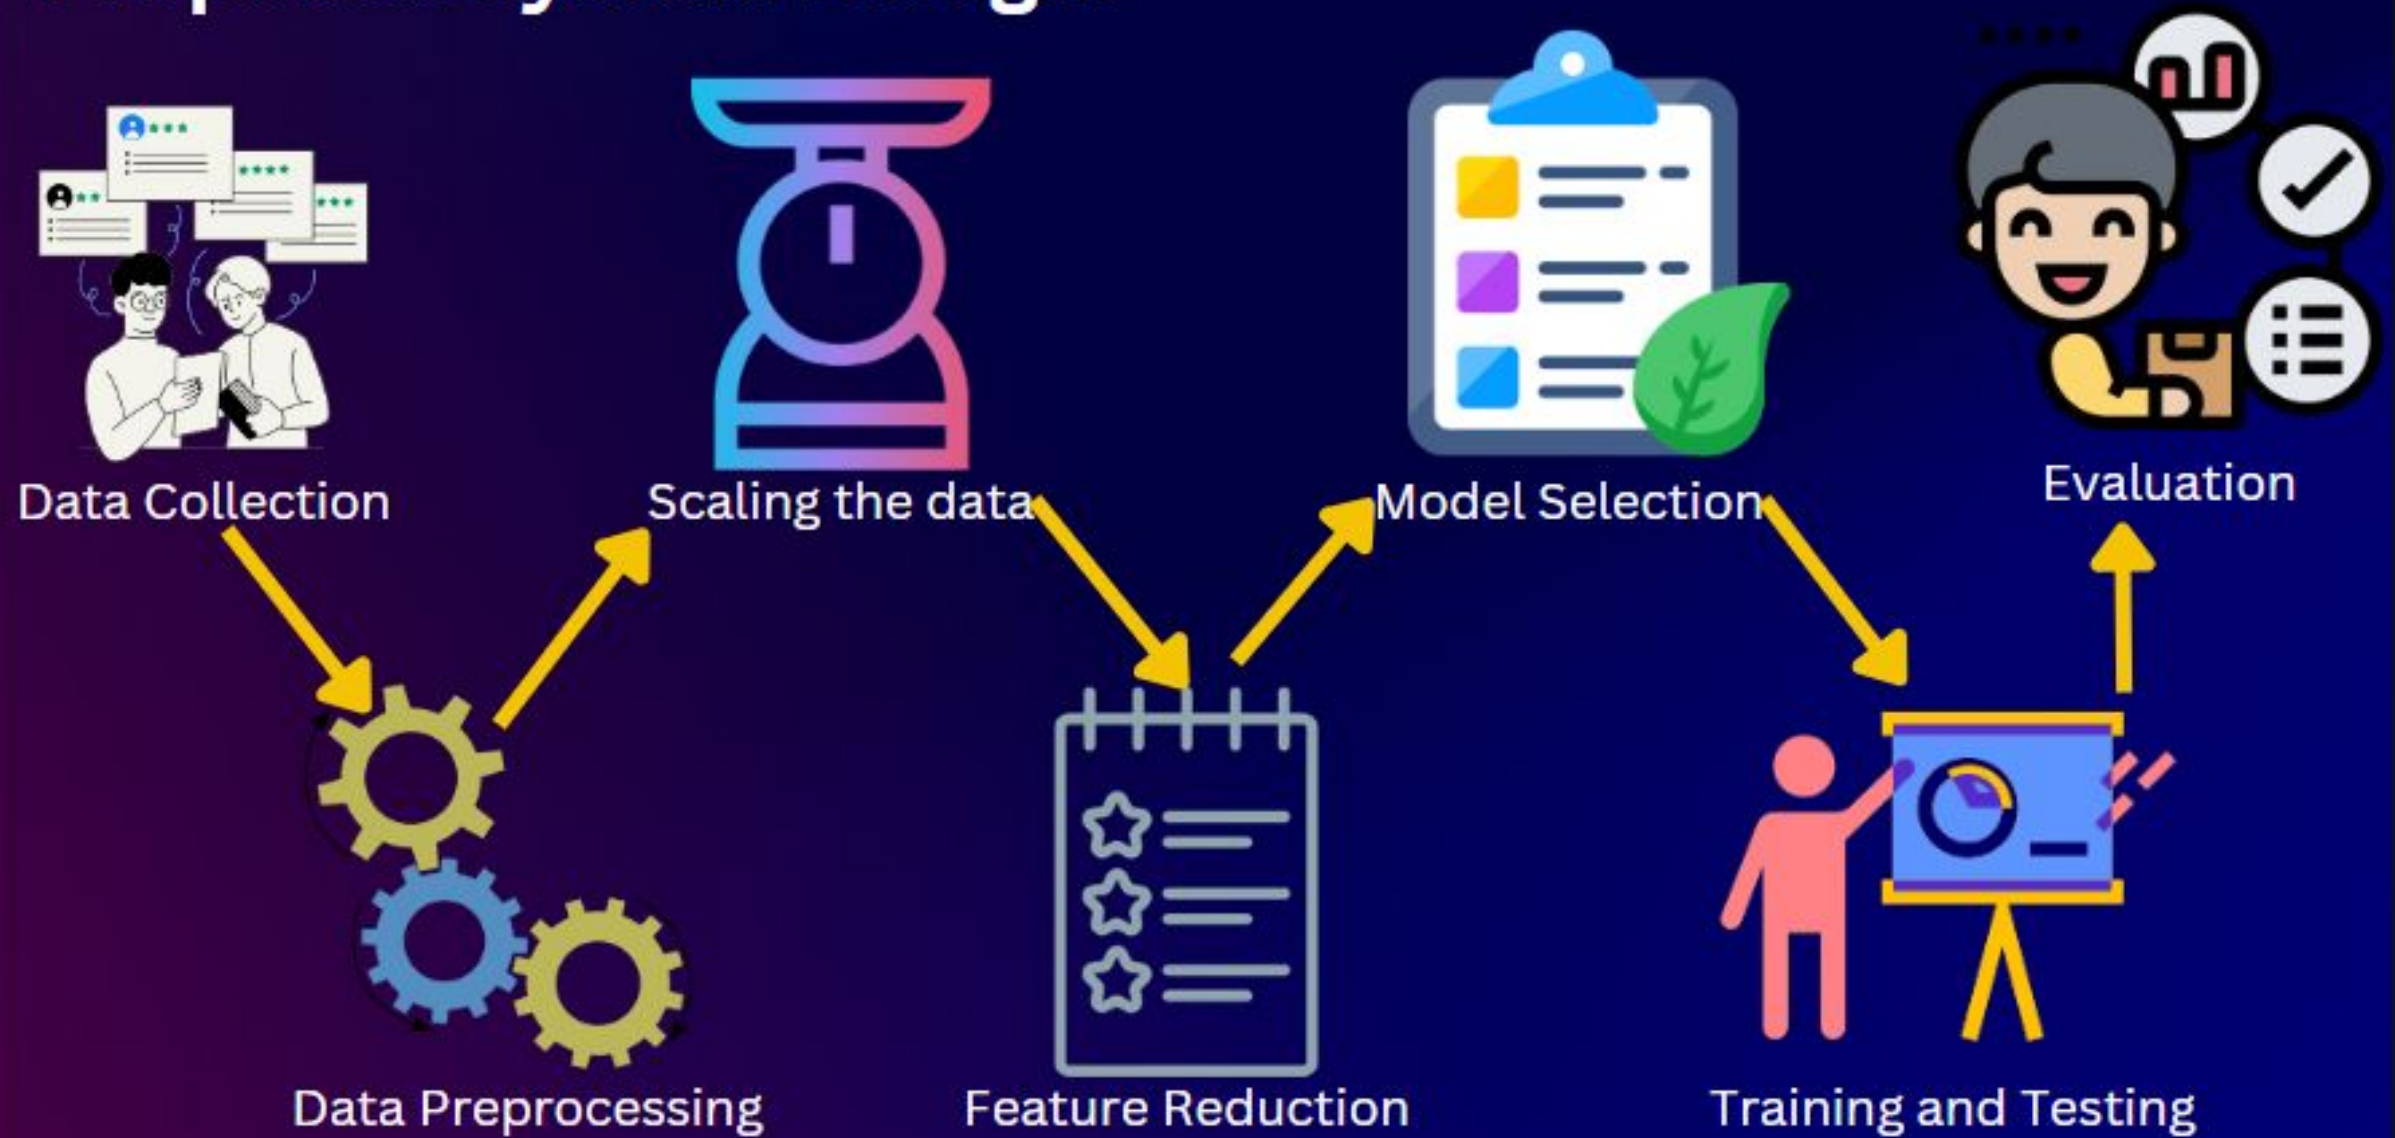 Data Collection
Data Preprocessing
Scaling the data
Feature Reduction
Model Selection
Training and Testing
Evaluation